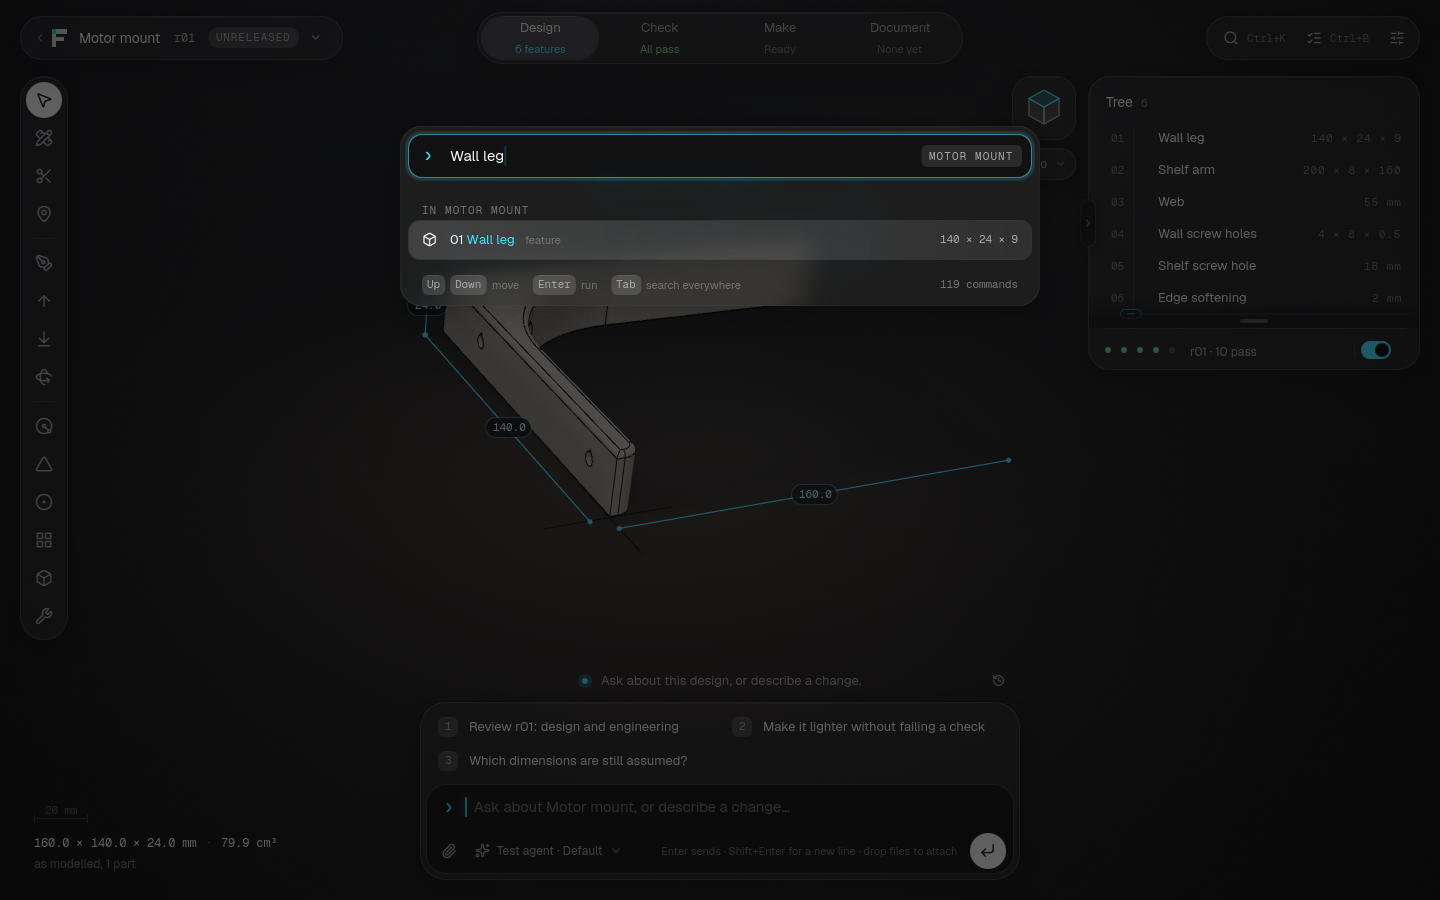 Motor mount r01 UNRELEASED
Design
6 features
Check
All pass
Make
Ready
Document
None yet
Ctrl+K
Ctrl+B
Wall leg
MOTOR MOUNT
IN MOTOR MOUNT
01 Wall leg feature 140 × 24 × 9
Up Down move Enter run Tab search everywhere 119 commands
Tree 6
01 Wall leg 140 × 24 × 9
02 Shelf arm 200 × 8 × 160
03 Web 55 mm
04 Wall screw holes 4 × 8 × 0.5
05 Shelf screw hole 18 mm
06 Edge softening 2 mm
r01 · 10 pass
24.0
140.0
160.0
Ask about this design, or describe a change.
1 Review r01: design and engineering
2 Make it lighter without failing a check
3 Which dimensions are still assumed?
Ask about Motor mount, or describe a change...
Test agent · Default
Enter sends · Shift+Enter for a new line · drop files to attach
20 mm
160.0 × 140.0 × 24.0 mm · 79.9 cm³
as modelled, 1 part